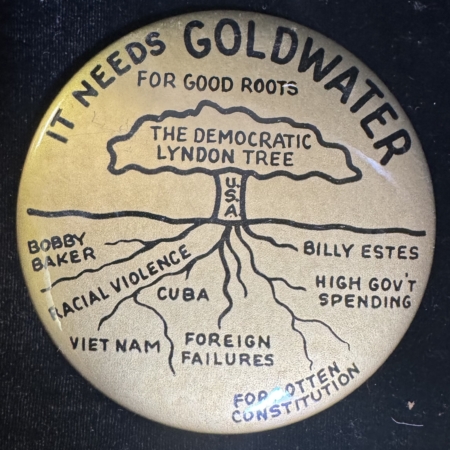 IT NEEDS GOLDWATER
FOR GOOD ROOTS
THE DEMOCRATIC
LYNDON TREE
U.S.A.
BOBBY
BAKER
BILLY ESTES
RACIAL VIOLENCE
CUBA
HIGH GOV'T
SPENDING
VIET NAM
FOREIGN
FAILURES
FORGOTTEN
CONSTITUTION